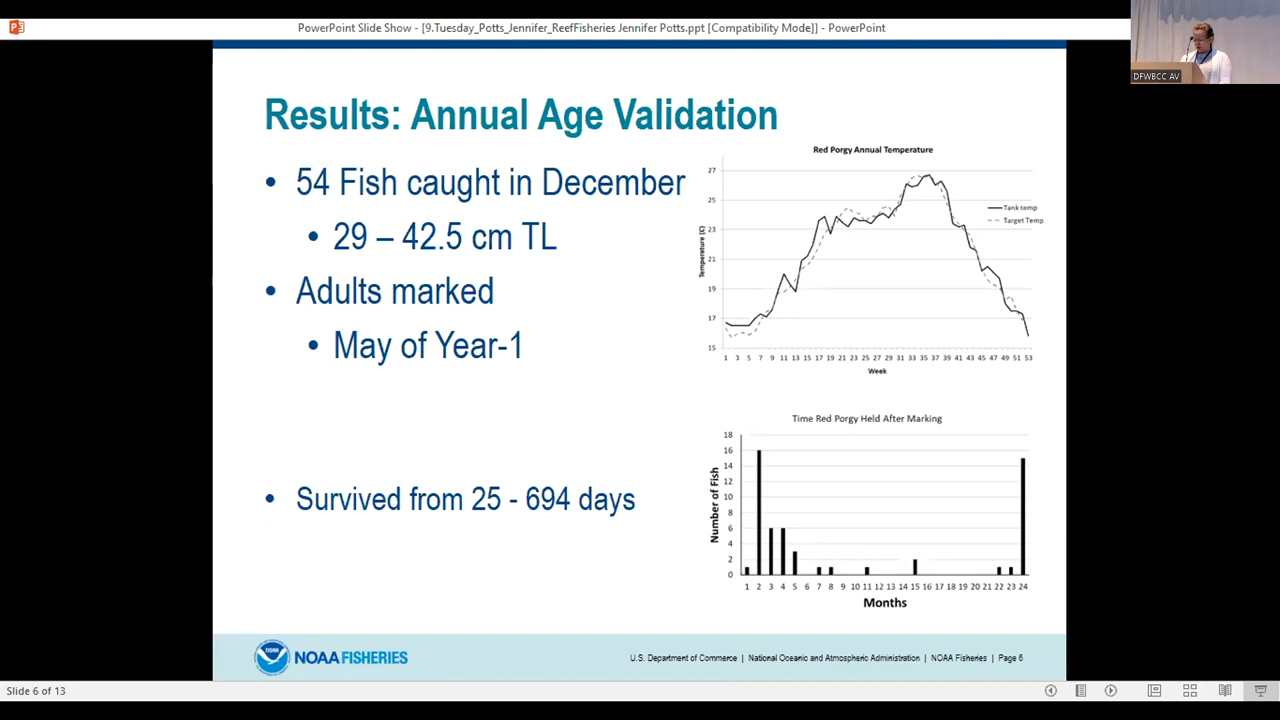 PowerPoint Slide Show - [9.Tuesday_Potts_Jennifer_ReefFisheries Jennifer Potts.ppt [Compatibility Mode]] - PowerPoint
DFWBCC AV
Results: Annual Age Validation
• 54 Fish caught in December
• 29 – 42.5 cm TL
• Adults marked
• May of Year-1
• Survived from 25 - 694 days
Red Porgy Annual Temperature
Temperature (C)
27
25
23
21
19
17
15
Tank temp
Target Temp
1 3 5 7 9 11 13 15 17 19 21 23 25 27 29 31 33 35 37 39 41 43 45 47 49 51 53
Week
Time Red Porgy Held After Marking
Number of Fish
18
16
14
12
10
8
6
4
2
0
1 2 3 4 5 6 7 8 9 10 11 12 13 14 15 16 17 18 19 20 21 22 23 24
Months
NOAA
NOAA FISHERIES
U.S. Department of Commerce | National Oceanic and Atmospheric Administration | NOAA Fisheries | Page 6
Slide 6 of 13